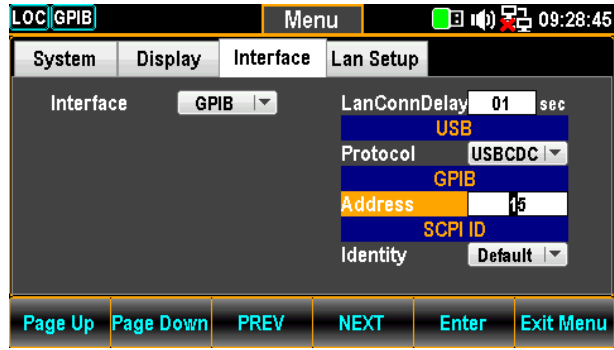 LOC GPIB Menu 09:28:45
System Display Interface Lan Setup
Interface GPIB LanConnDelay 01 sec
USB
Protocol USBCDC
GPIB
Address 15
SCPI ID
Identity Default
Page Up Page Down PREV NEXT Enter Exit Menu